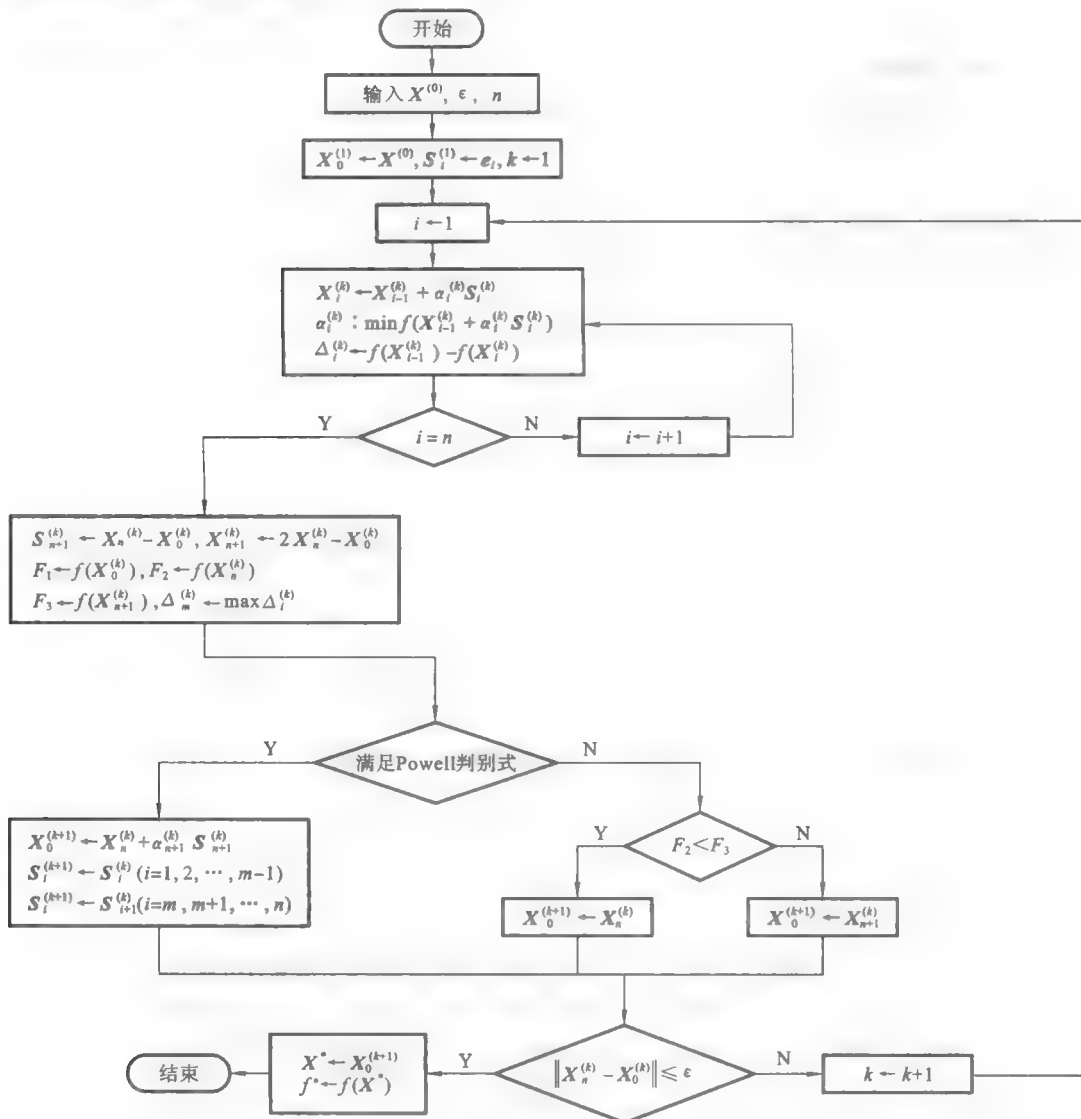 开始
输入 X^{(0)}, ε, n
X_0^{(1)}←X^{(0)}, S_i^{(1)}←e_i, k←1
i←1
X_i^{(k)}←X_{i-1}^{(k)}+α_i^{(k)}S_i^{(k)}
α_i^{(k)}:min f(X_{i-1}^{(k)}+α_i^{(k)}S_i^{(k)})
Δ_i^{(k)}←f(X_{i-1}^{(k)})-f(X_i^{(k)})
Y
i=n
N
i←i+1
S_{n+1}^{(k)}←X_n^{(k)}-X_0^{(k)}, X_{n+1}^{(k)}←2X_n^{(k)}-X_0^{(k)}
F_1←f(X_0^{(k)}), F_2←f(X_n^{(k)})
F_3←f(X_{n+1}^{(k)}), Δ_m^{(k)}←max Δ_i^{(k)}
Y
满足Powell判别式
N
X_0^{(k+1)}←X_n^{(k)}+α_{n+1}^{(k)} S_{n+1}^{(k)}
S_i^{(k+1)}←S_i^{(k)}(i=1,2,⋯,m-1)
S_i^{(k+1)}←S_{i+1}^{(k)}(i=m,m+1,⋯,n)
Y
F_2<F_3
N
X_0^{(k+1)}←X_n^{(k)}
X_0^{(k+1)}←X_{n+1}^{(k)}
结束
X^*←X_0^{(k+1)}
f^*←f(X^*)
Y
‖X_n^{(k)}-X_0^{(k)}‖≤ε
N
k←k+1